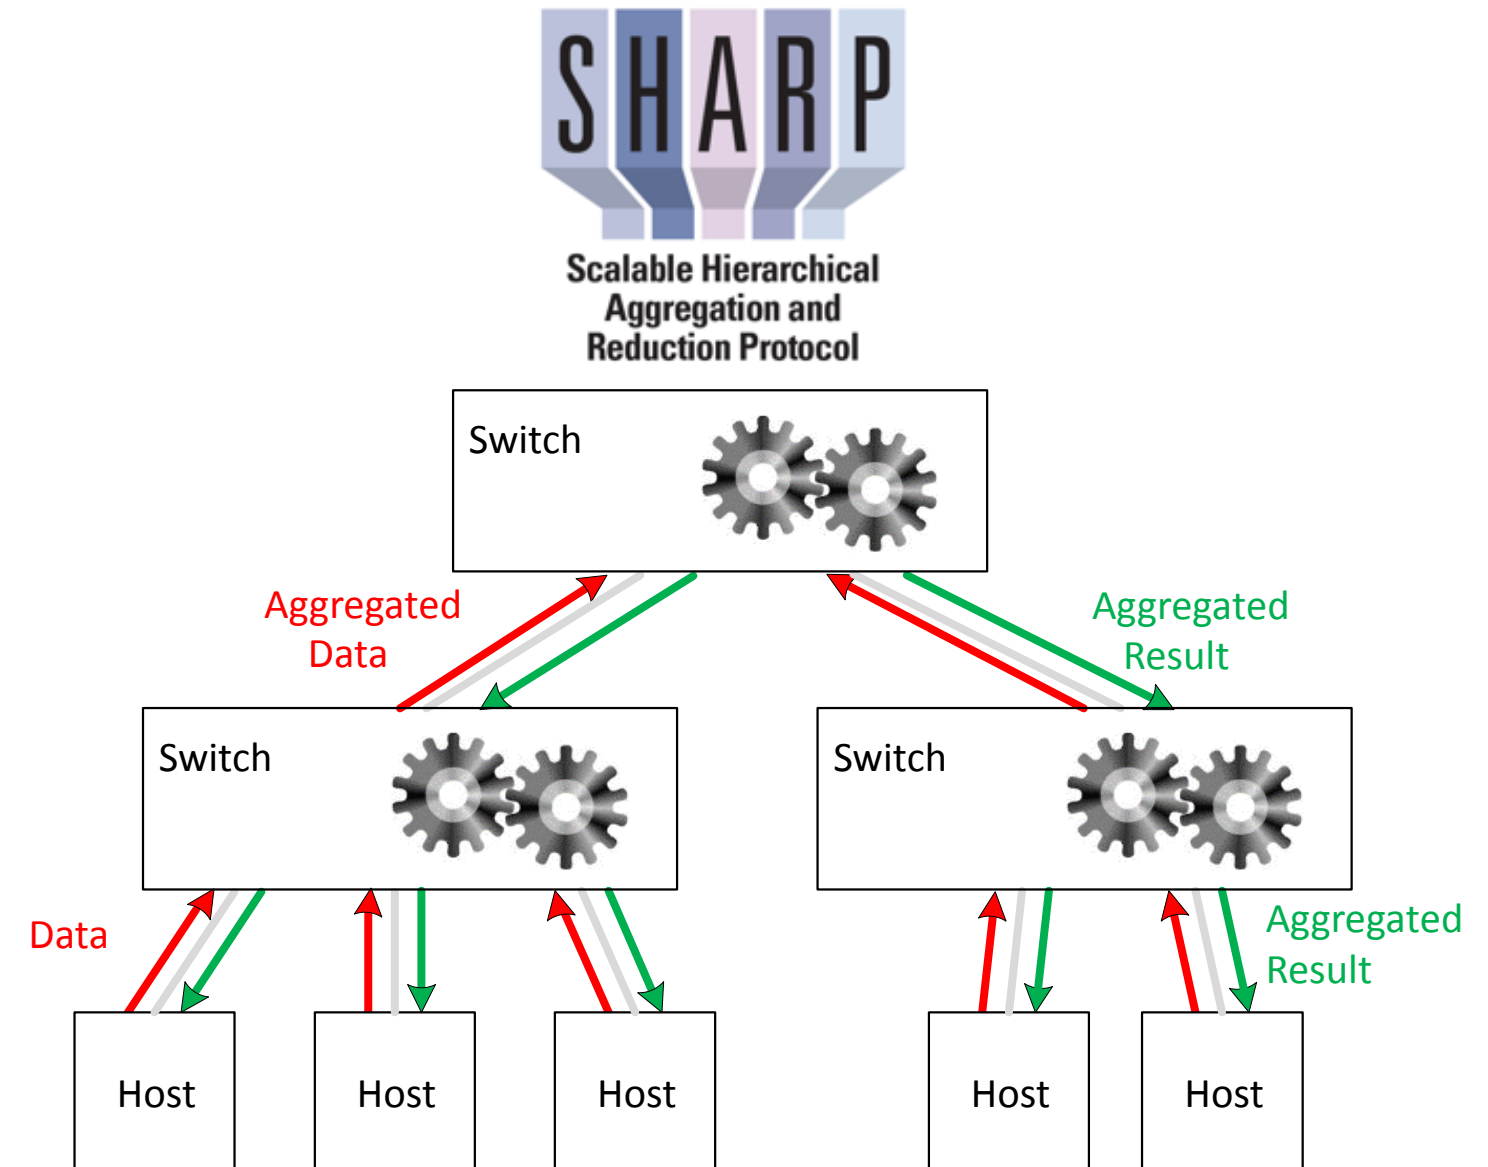 SHARP
Scalable Hierarchical
Aggregation and
Reduction Protocol
Switch
Aggregated
Data
Aggregated
Result
Switch
Switch
Data
Aggregated
Result
Host
Host
Host
Host
Host